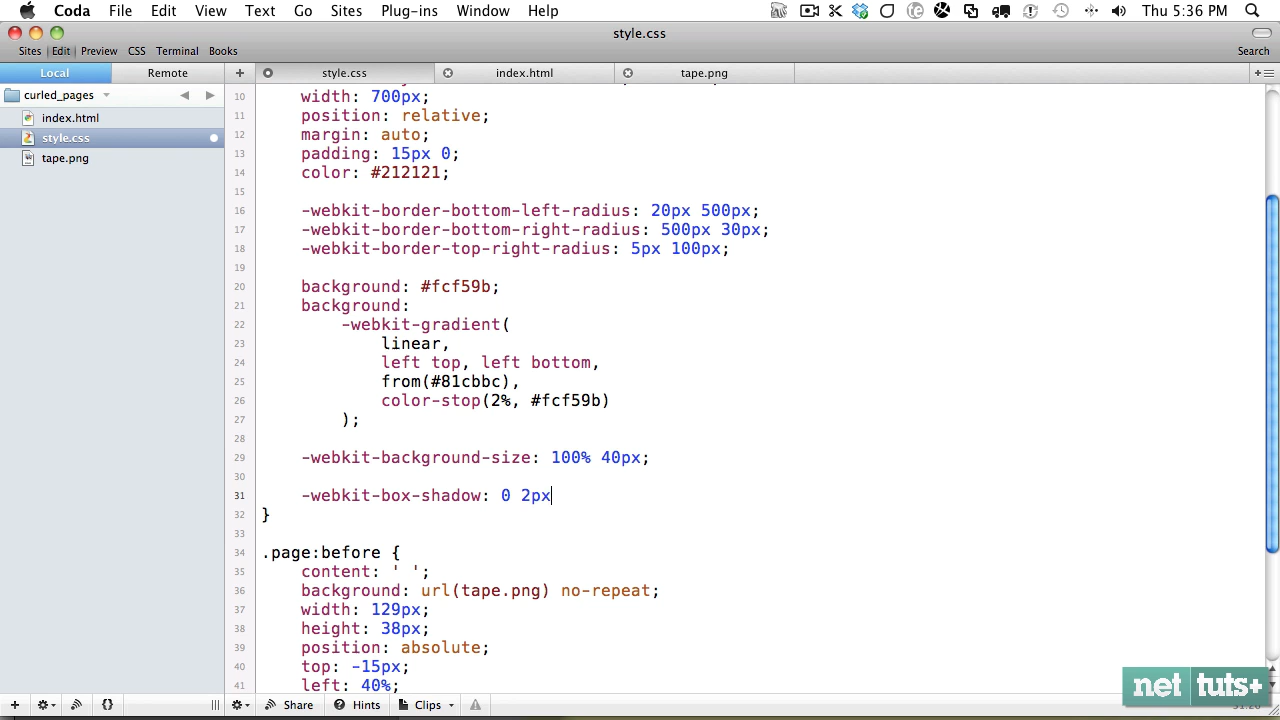 Coda File Edit View Text Go Sites Plug-ins Window Help Thu 5:36 PM
style.css
Sites Edit Preview CSS Terminal Books Search
Local Remote + style.css index.html tape.png
curled_pages
index.html
style.css
tape.png
10 width: 700px;
11 position: relative;
12 margin: auto;
13 padding: 15px 0;
14 color: #212121;
15
16 -webkit-border-bottom-left-radius: 20px 500px;
17 -webkit-border-bottom-right-radius: 500px 30px;
18 -webkit-border-top-right-radius: 5px 100px;
19
20 background: #fcf59b;
21 background:
22 -webkit-gradient(
23 linear,
24 left top, left bottom,
25 from(#81cbbc),
26 color-stop(2%, #fcf59b)
27 );
28
29 -webkit-background-size: 100% 40px;
30
31 -webkit-box-shadow: 0 2px
32 }
33
34 .page:before {
35 content: ' ';
36 background: url(tape.png) no-repeat;
37 width: 129px;
38 height: 38px;
39 position: absolute;
40 top: -15px;
41 left: 40%;
Share Hints Clips
net tuts+